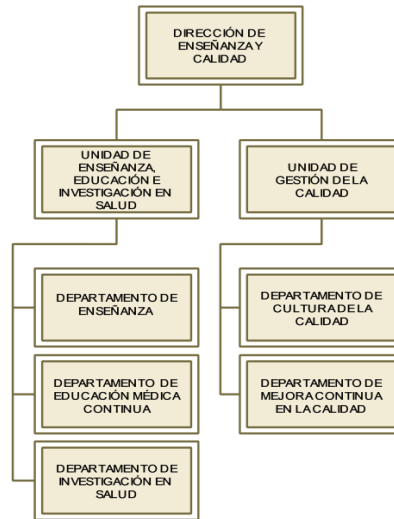 DIRECCIÓN DE
ENSEÑANZA Y
CALIDAD
UNIDAD DE
ENSEÑANZA,
EDUCACIÓN E
INVESTIGACIÓN EN
SALUD
UNIDAD DE
GESTIÓN DE LA
CALIDAD
DEPARTAMENTO DE
ENSEÑANZA
DEPARTAMENTO DE
CULTURA DE LA
CALIDAD
DEPARTAMENTO DE
EDUCACIÓN MÉDICA
CONTINUA
DEPARTAMENTO DE
MEJORA CONTINUA
EN LA CALIDAD
DEPARTAMENTO DE
INVESTIGACIÓN EN
SALUD